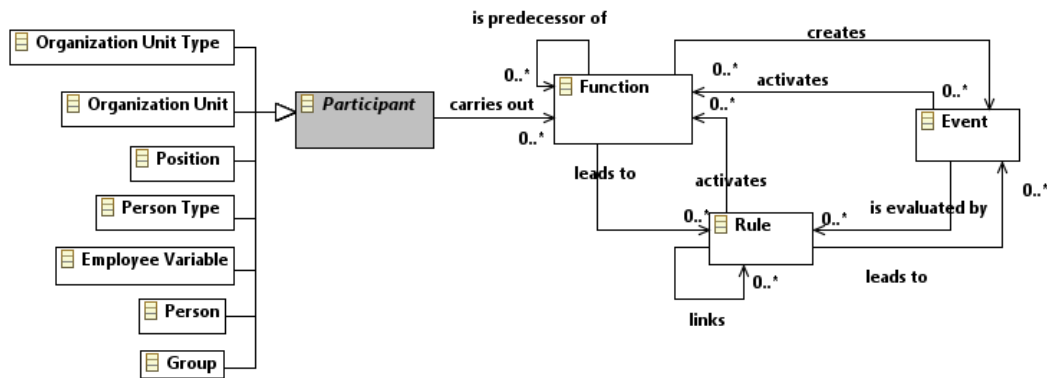 is predecessor of
Organization Unit Type
creates
0..*
Function
0..*
activates
0..*
Organization Unit
Participant
carries out
0..*
0..*
Event
Position
leads to
activates
0..*
Person Type
0..*
Rule
0..*
is evaluated by
Employee Variable
0..*
leads to
Person
links
Group